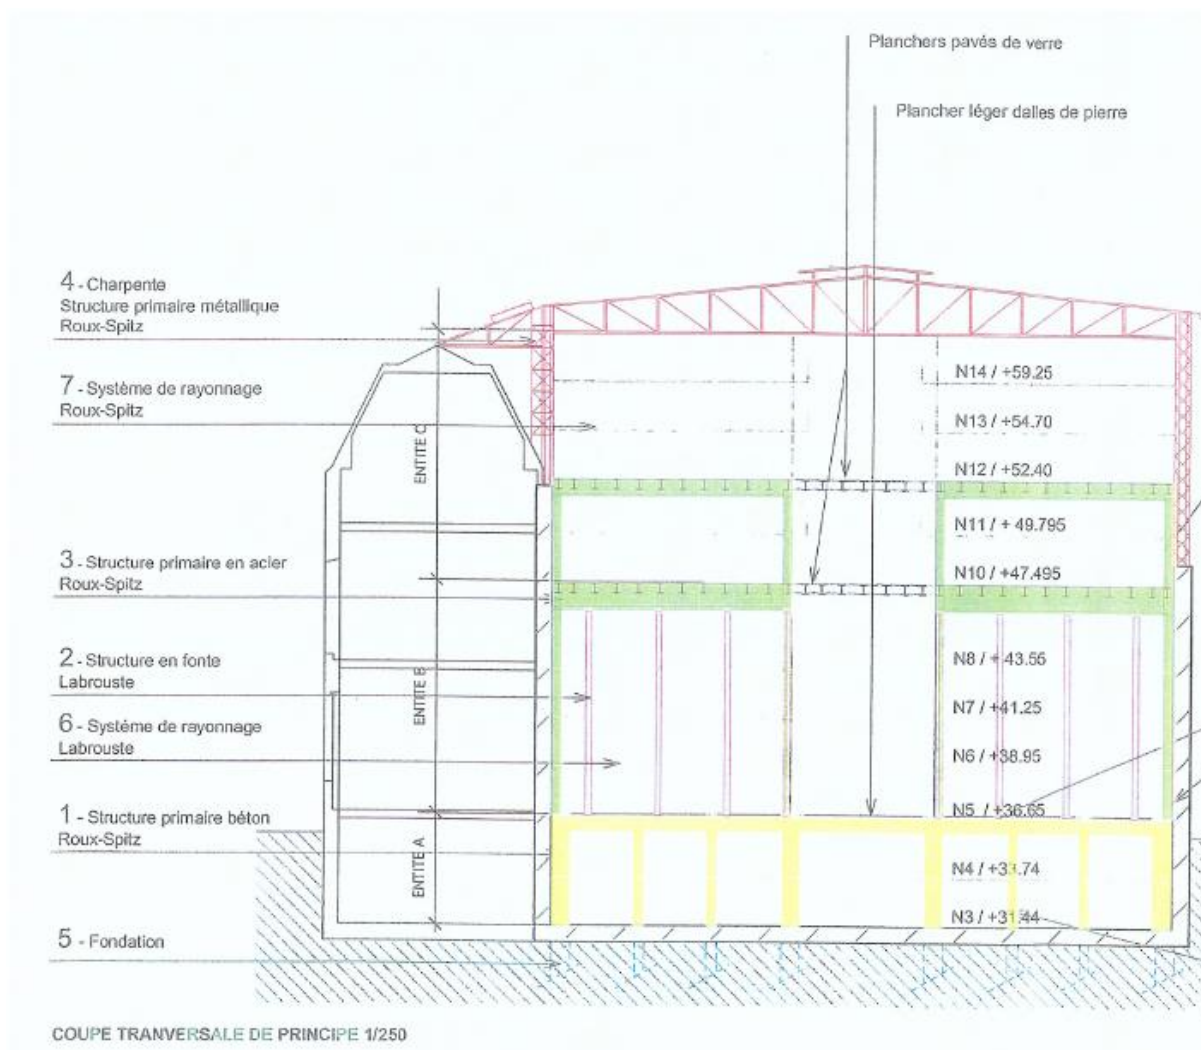 Planchers pavés de verre
Plancher léger dalles de pierre
4 - Charpente
Structure primaire métallique
Roux-Spitz
7 - Système de rayonnage
Roux-Spitz
3 - Structure primaire en acier
Roux-Spitz
2 - Structure en fonte
Labrouste
6 - Système de rayonnage
Labrouste
1 - Structure primaire béton
Roux-Spitz
5 - Fondation
ENTITE C
ENTITE B
ENTITE A
N14 / +59.25
N13 / +54.70
N12 / +52.40
N11 / + 49.795
N10 / +47.495
N8 / + 43.55
N7 / +41.25
N6 / +38.95
N5 / +36.65
N4 / +33.74
N3 / +31.44
COUPE TRANVERSALE DE PRINCIPE 1/250